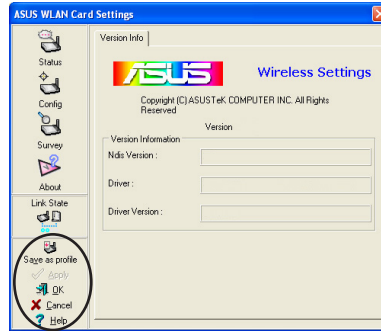 ASUS WLAN Card Settings
Status
Config
Survey
About
Link State
Save as profile
Apply
OK
Cancel
Help
Version Info
ASUS
Wireless Settings
Copyright (C) ASUSTeK COMPUTER INC. All Rights
Reserved
Version
Version Information
Ndis Version :
Driver :
Driver Version :